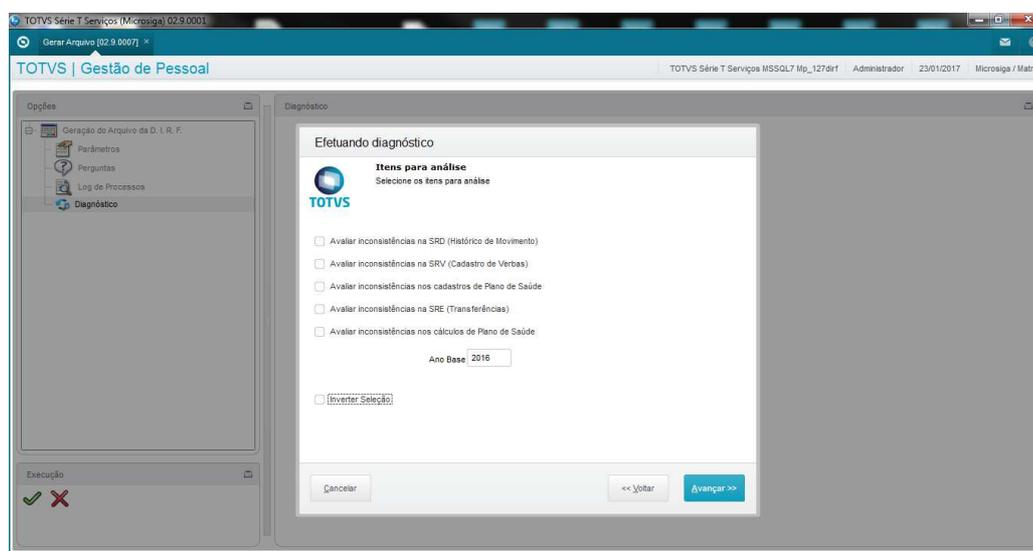 TOTVS Série T Serviços (Microsiga) 02.9.0001
Gerar Arquivo [02.9.0007] ×
TOTVS | Gestão de Pessoal
TOTVS Série T Serviços MSSQL7 Mp_127dirf Administrador 23/01/2017 Microsiga / Matr
Opções
Diagnóstico
Geração do Arquivo da D. I. R. F.
Parâmetros
Perguntas
Log de Processos
Diagnóstico
Efetuando diagnóstico
Itens para análise
Selecione os itens para análise
TOTVS
Avaliar inconsistências na SRD (Histórico de Movimento)
Avaliar inconsistências na SRV (Cadastro de Verbas)
Avaliar inconsistências nos cadastros de Plano de Saúde
Avaliar inconsistências na SRE (Transferências)
Avaliar inconsistências nos cálculos de Plano de Saúde
Ano Base 2016
Inverter Seleção
Execução
Cancelar
<< Voltar
Avançar >>